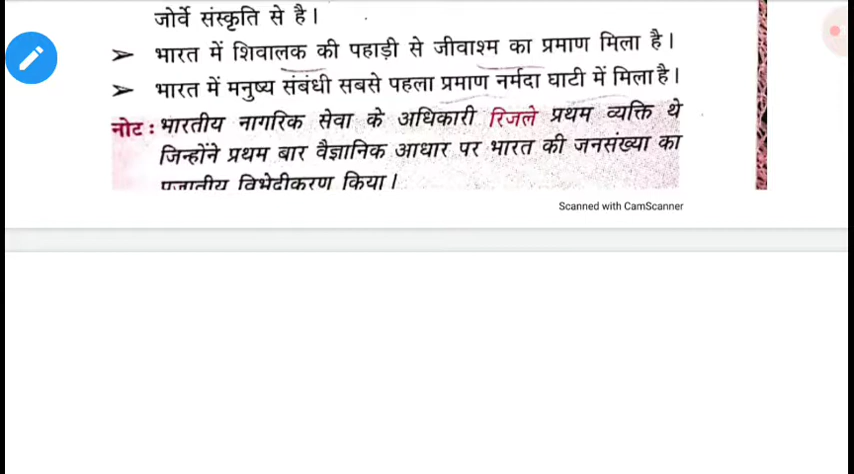 जोर्वे संस्कृति से है।
➢ भारत में शिवालक की पहाड़ी से जीवाश्म का प्रमाण मिला है।
➢ भारत में मनुष्य संबंधी सबसे पहला प्रमाण नर्मदा घाटी में मिला है।
नोट : भारतीय नागरिक सेवा के अधिकारी रिजले प्रथम व्यक्ति थे
जिन्होंने प्रथम बार वैज्ञानिक आधार पर भारत की जनसंख्या का
प्रजातीय विभेदीकरण किया।
Scanned with CamScanner